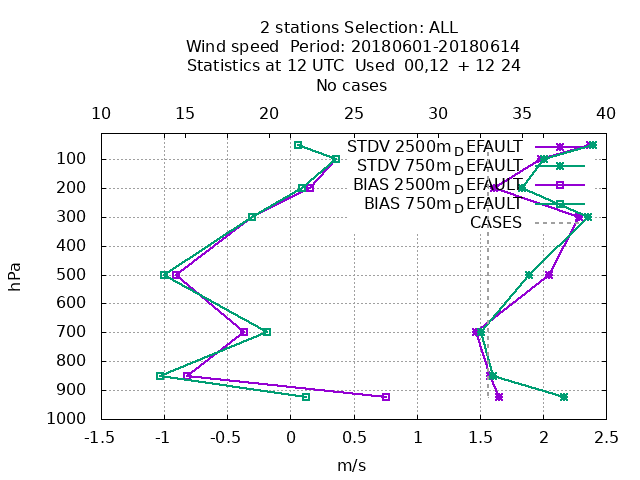 2 stations Selection: ALL
Wind speed  Period: 20180601-20180614
Statistics at 12 UTC  Used  00,12  + 12 24
No cases
10 15 20 25 30 35 40
STDV 2500m_DEFAULT
STDV 750m_DEFAULT
BIAS 2500m_DEFAULT
BIAS 750m_DEFAULT
CASES
hPa
100
200
300
400
500
600
700
800
900
1000
-1.5 -1 -0.5 0 0.5 1 1.5 2 2.5
m/s